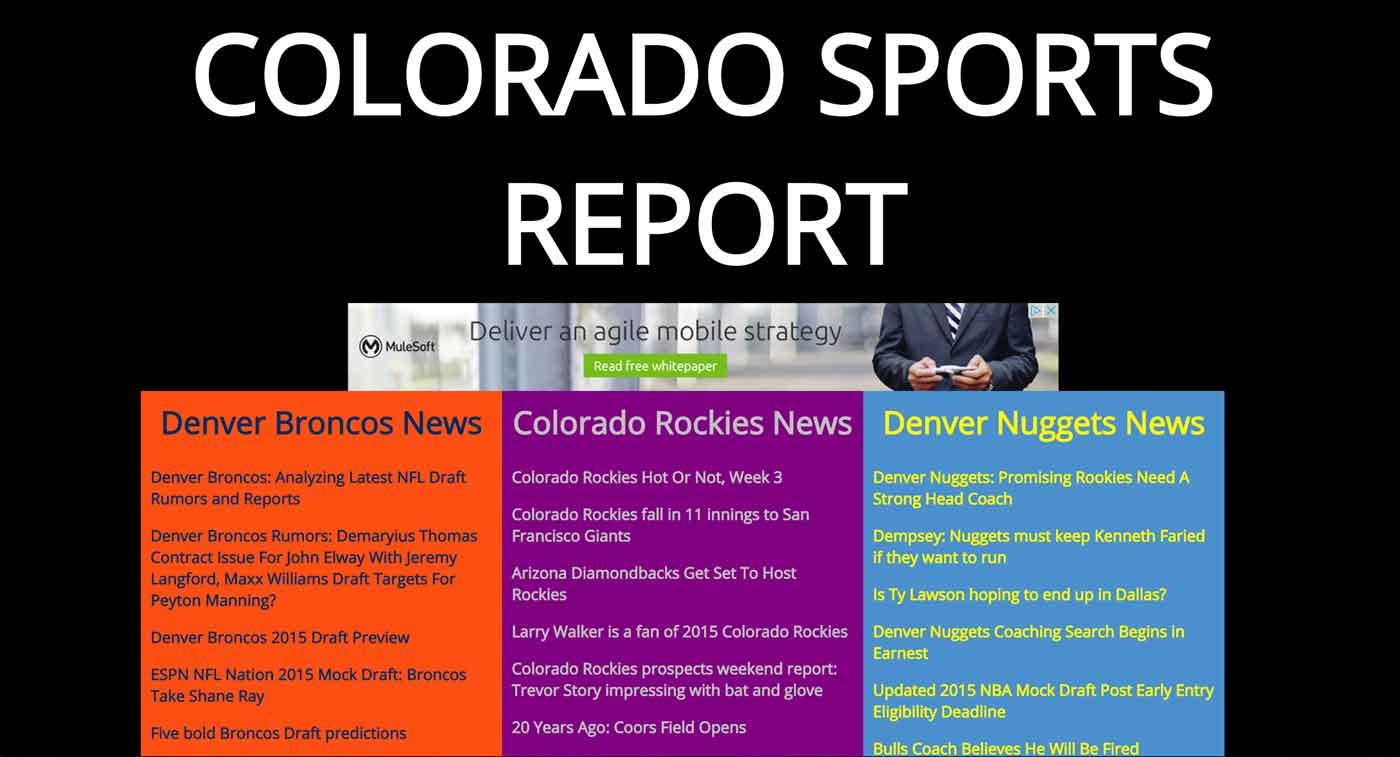 COLORADO SPORTS
REPORT
MuleSoft
Deliver an agile mobile strategy
Read free whitepaper
Denver Broncos News
Denver Broncos: Analyzing Latest NFL Draft
Rumors and Reports
Denver Broncos Rumors: Demaryius Thomas
Contract Issue For John Elway With Jeremy
Langford, Maxx Williams Draft Targets For
Peyton Manning?
Denver Broncos 2015 Draft Preview
ESPN NFL Nation 2015 Mock Draft: Broncos
Take Shane Ray
Five bold Broncos Draft predictions
Colorado Rockies News
Colorado Rockies Hot Or Not, Week 3
Colorado Rockies fall in 11 innings to San
Francisco Giants
Arizona Diamondbacks Get Set To Host
Rockies
Larry Walker is a fan of 2015 Colorado Rockies
Colorado Rockies prospects weekend report:
Trevor Story impressing with bat and glove
20 Years Ago: Coors Field Opens
Denver Nuggets News
Denver Nuggets: Promising Rookies Need A
Strong Head Coach
Dempsey: Nuggets must keep Kenneth Faried
if they want to run
Is Ty Lawson hoping to end up in Dallas?
Denver Nuggets Coaching Search Begins in
Earnest
Updated 2015 NBA Mock Draft Post Early Entry
Eligibility Deadline
Bulls Coach Believes He Will Be Fired